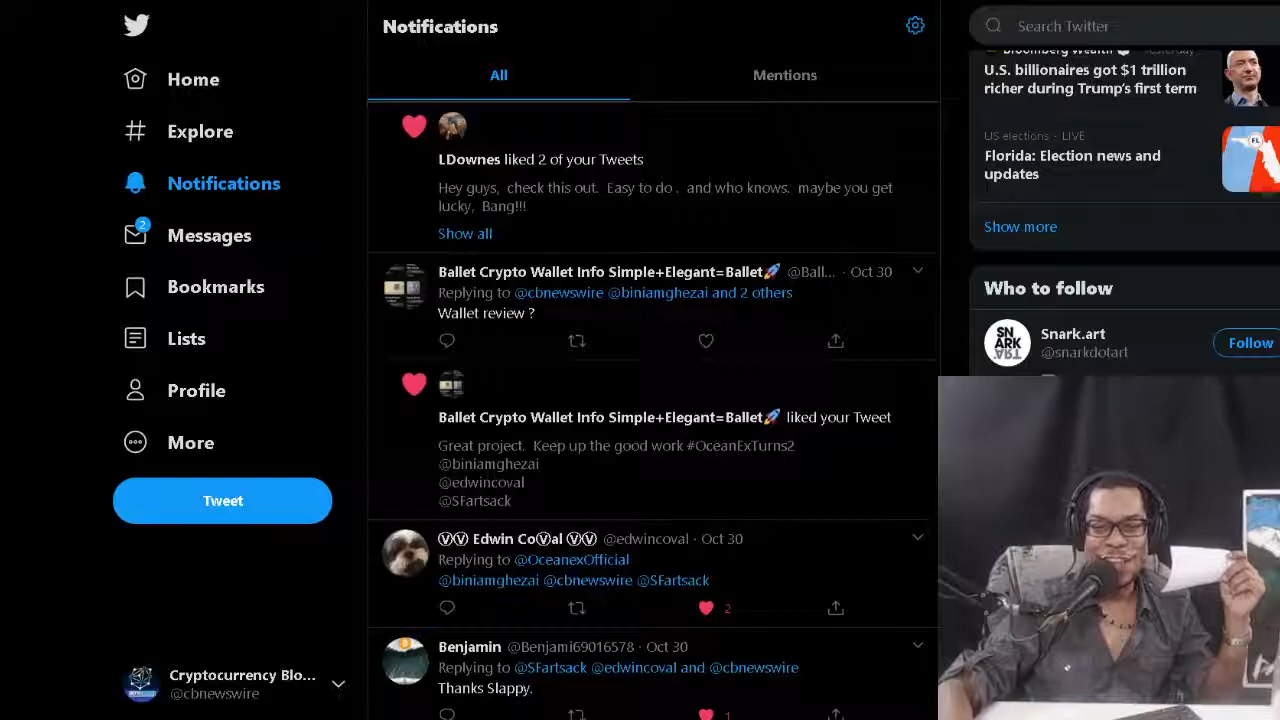 Home
Explore
Notifications
2
Messages
Bookmarks
Lists
Profile
More
Tweet
Cryptocurrency Blo...
@cbnewswire
Notifications
All
Mentions
LDownes liked 2 of your Tweets
Hey guys, check this out. Easy to do . and who knows. maybe you get
lucky, Bang!!!
Show all
Ballet Crypto Wallet Info Simple+Elegant=Ballet🚀 @Ball... · Oct 30
Replying to @cbnewswire @biniamghezai and 2 others
Wallet review ?
Ballet Crypto Wallet Info Simple+Elegant=Ballet🚀 liked your Tweet
Great project. Keep up the good work #OceanExTurns2
@biniamghezai
@edwincoval
@SFartsack
ⓋⓋ Edwin CoⓋal ⓋⓋ @edwincoval · Oct 30
Replying to @OceanexOfficial
@biniamghezai @cbnewswire @SFartsack
2
Benjamin @Benjami69016578 · Oct 30
Replying to @SFartsack @edwincoval and @cbnewswire
Thanks Slappy.
1
Search Twitter
Bloomberg Wealth · Yesterday
U.S. billionaires got $1 trillion
richer during Trump's first term
US elections · LIVE
Florida: Election news and
updates
FL
Show more
Who to follow
SN
ARK
ART
Snark.art
@snarkdotart
Follow